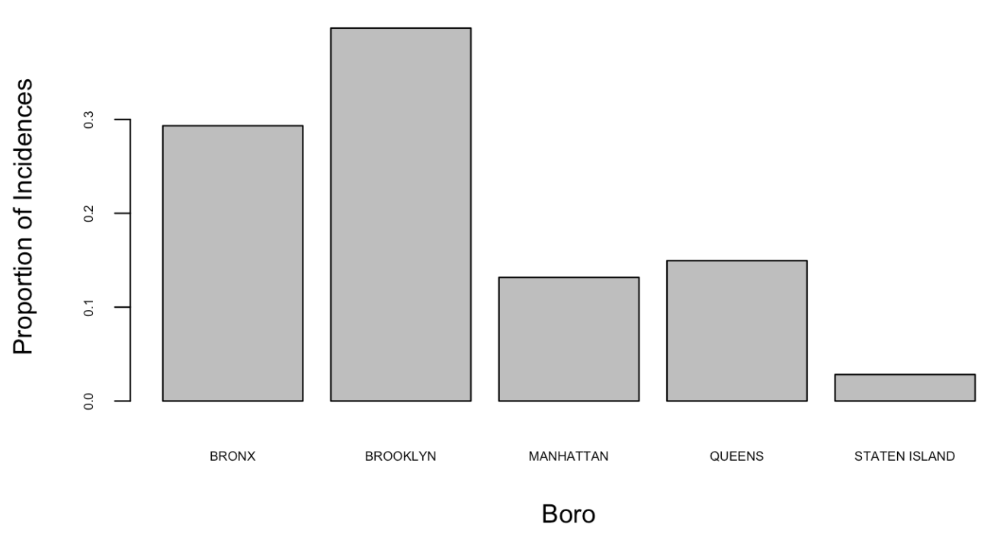 Proportion of Incidences
0.3
0.2
0.1
0.0
BRONX BROOKLYN MANHATTAN QUEENS STATEN ISLAND
Boro